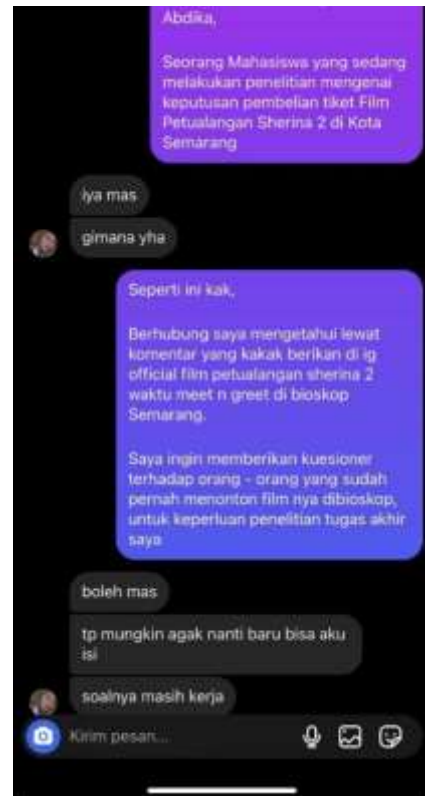 Abdika,
Seorang Mahasiswa yang sedang
melakukan penelitian mengenai
keputusan pembelian tiket Film
Petualangan Sherina 2 di Kota
Semarang
iya mas
gimana yha
Seperti ini kak,
Berhubung saya mengetahui lewat
komentar yang kakak berikan di ig
official film petualangan sherina 2
waktu meet n greet di bioskop
Semarang.
Saya ingin memberikan kuesioner
terhadap orang - orang yang sudah
pernah menonton film nya dibioskop,
untuk keperluan penelitian tugas akhir
saya
boleh mas
tp mungkin agak nanti baru bisa aku
isi
soalnya masih kerja
Kirim pesan...